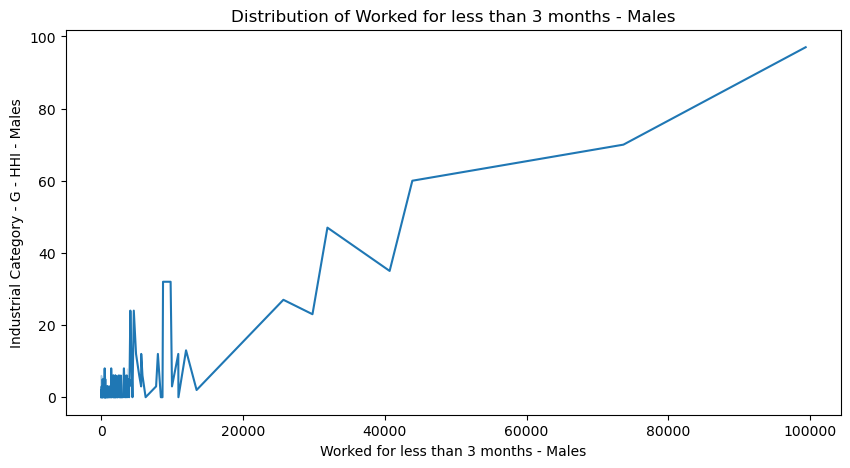 Distribution of Worked for less than 3 months - Males
100
80
60
40
20
0
Industrial Category - G - HHI - Males
0 20000 40000 60000 80000 100000
Worked for less than 3 months - Males